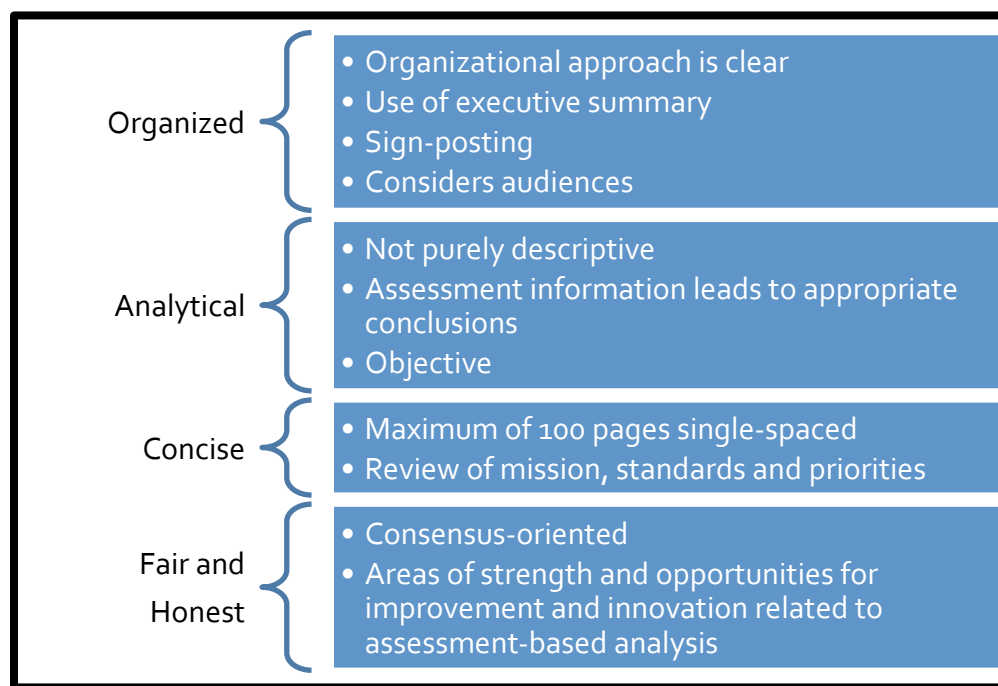 Organized
• Organizational approach is clear
• Use of executive summary
• Sign-posting
• Considers audiences
Analytical
• Not purely descriptive
• Assessment information leads to appropriate
conclusions
• Objective
Concise
• Maximum of 100 pages single-spaced
• Review of mission, standards and priorities
Fair and
Honest
• Consensus-oriented
• Areas of strength and opportunities for
improvement and innovation related to
assessment-based analysis